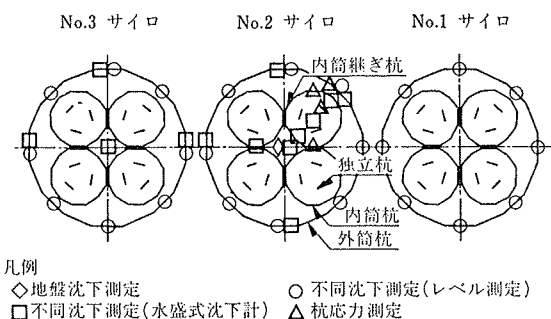 No.3 サイロ
No.2 サイロ
No.1 サイロ
内筒継ぎ杭
独立杭
内筒杭
外筒杭
凡例
◇地盤沈下測定
○不同沈下測定(レベル測定)
□不同沈下測定(水盛式沈下計)
△杭応力測定